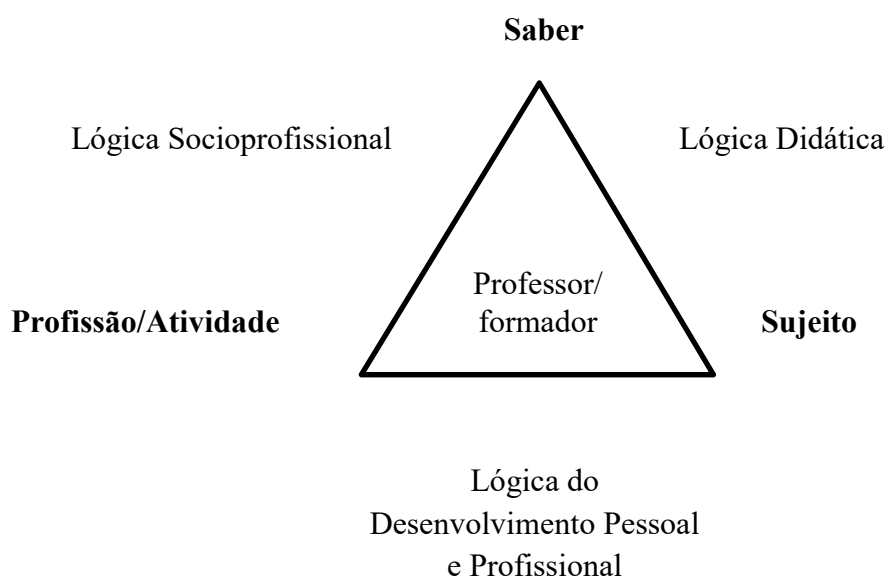 Saber
Lógica Socioprofissional
Lógica Didática
Professor/
formador
Profissão/Atividade
Sujeito
Lógica do
Desenvolvimento Pessoal
e Profissional